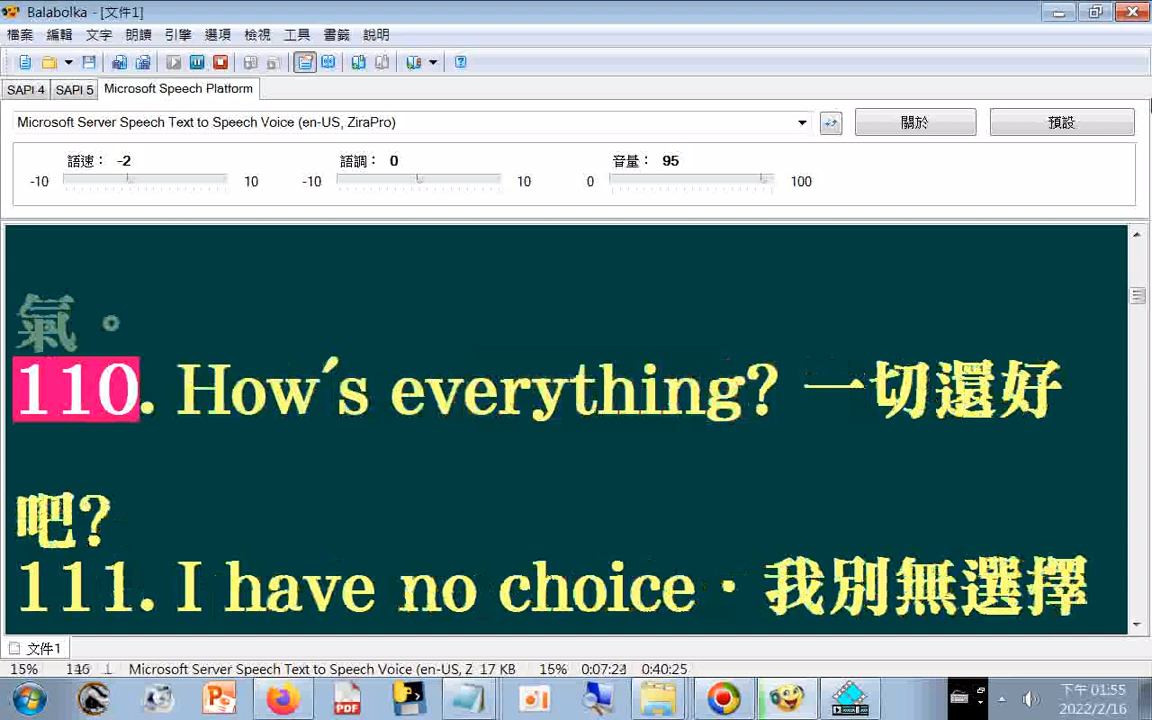 Balabolka - [文件1]
檔案 編輯 文字 朗讀 引擎 選項 檢視 工具 書籤 說明
SAPI 4 SAPI 5 Microsoft Speech Platform
Microsoft Server Speech Text to Speech Voice (en-US, ZiraPro) 關於 預設
語速： -2 語調： 0 音量： 95
-10 10 -10 10 0 100
氣。
110. How's everything? 一切還好
吧?
111. I have no choice · 我別無選擇
文件1
15% Microsoft Server Speech Text to Speech Voice (en-US, Z 17 KB 15% 0:40:25
下午 01:55
2022/2/16